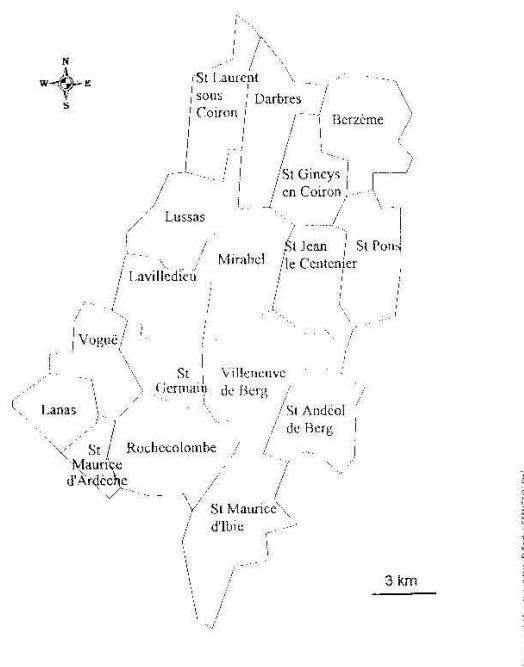 N
W E
S
St Laurent
sous
Coiron
Darbres
Berzème
St Gineys
en Coiron
Lussas
Mirabel
St Jean
le Centenier
St Pons
Lavilledieu
Voguë
St
Germain
Villeneuve
de Berg
Lanas
St Andéol
de Berg
St
Maurice
d'Ardèche
Rochecolombe
St Maurice
d'Ibie
3 km